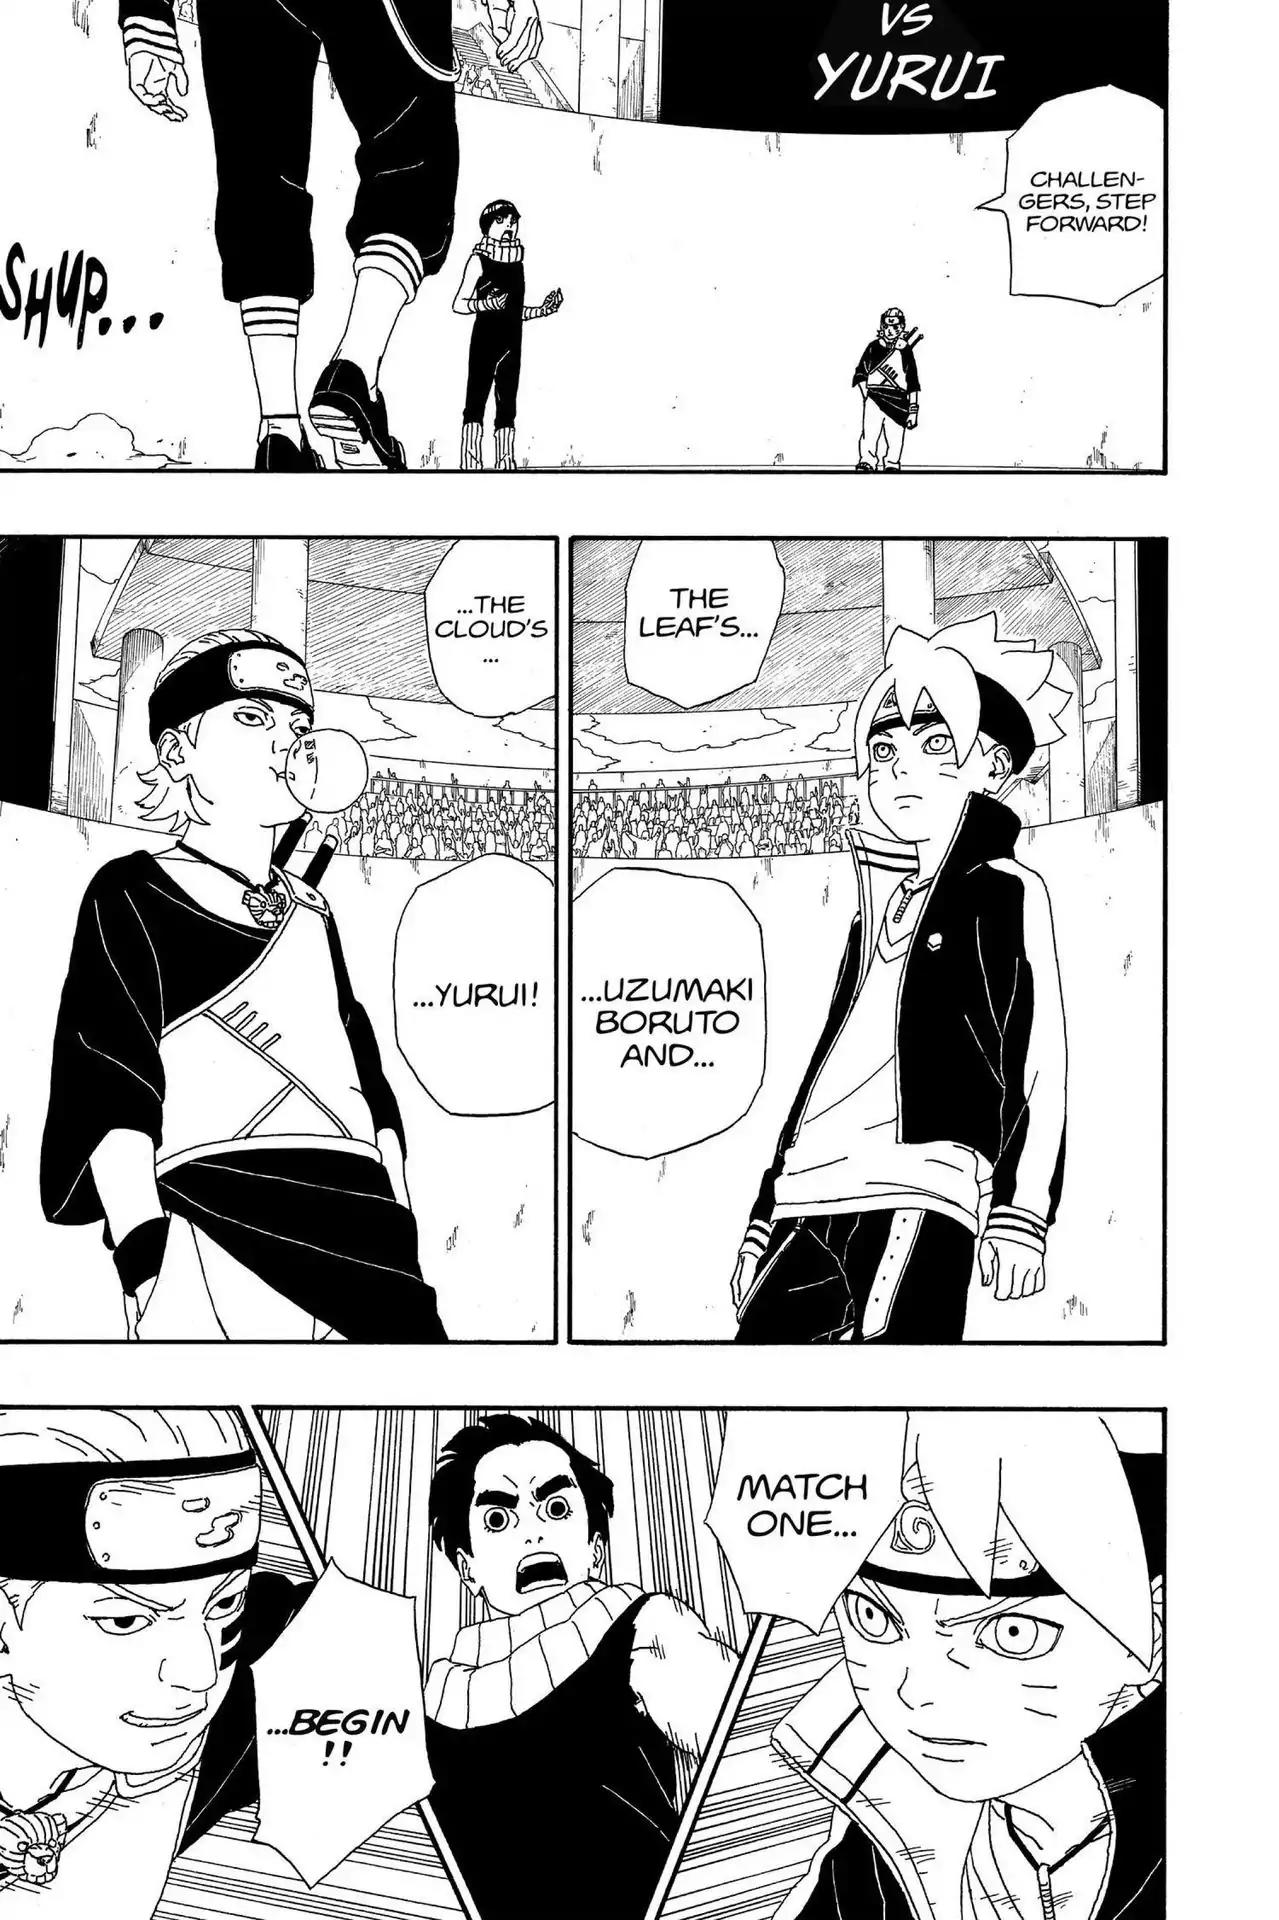 VS
YURUI
CHALLEN-
GERS, STEP
FORWARD!
SHUP...
THE
LEAF'S...
...UZUMAKI
BORUTO
AND...
...THE
CLOUD'S
...
...YURUI!
MATCH
ONE...
...BEGIN
!!